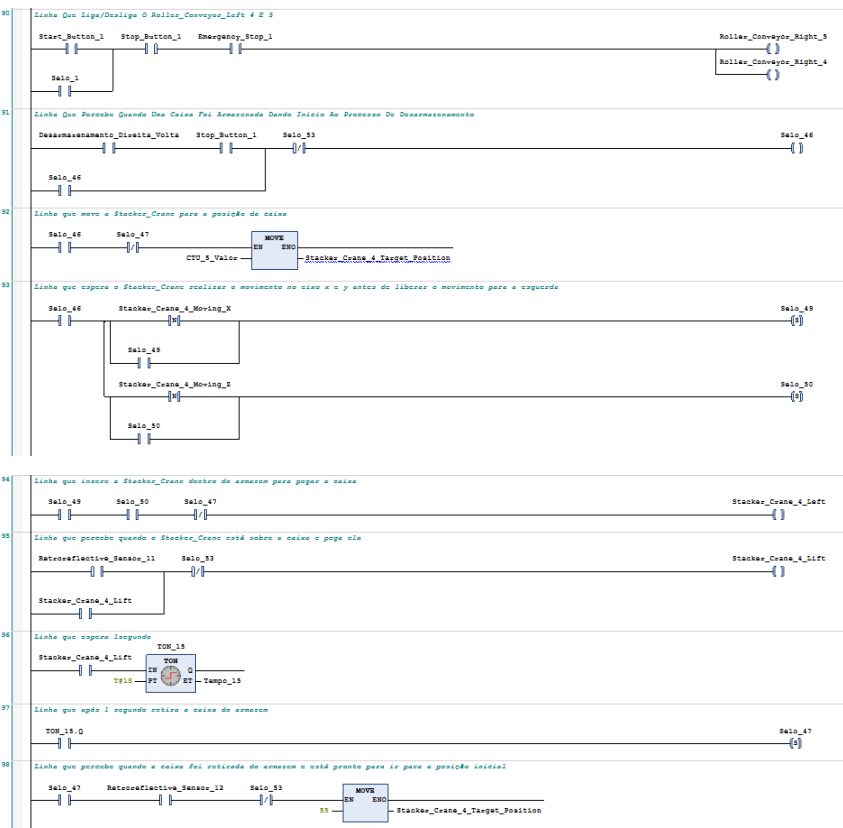 90 Linha Que Liga/Desliga O Roller_Conveyor_Left 4 E 3
Start_Button_1 Stop_Button_1 Emergency_Stop_1 Roller_Conveyor_Right_5
Roller_Conveyor_Right_4
Selo_1
91 Linha Que Percebe Quando Uma Caixa Foi Armazenada Dando Inicio Ao Processo De Desarmazenamento
Desarmazenamento_Direita_Volta Stop_Button_1 Selo_53 Selo_46
Selo_46
92 Linha que move a Stacker_Crane para a posição da caixa
Selo_46 Selo_47
MOVE
EN ENO
CTU_5_Valor Stacker_Crane_4_Target_Position
93 Linha que espera o Stacker_Crane realizar o movimento no eixo x e y antes de liberar o movimento para a esquerda
Selo_46 Stacker_Crane_4_Moving_X Selo_49
N S
Selo_49
Stacker_Crane_4_Moving_Z Selo_50
N S
Selo_50
94 Linha que insere a Stacker_Crane dentro do armazem para pegar a caixa
Selo_49 Selo_50 Selo_47 Stacker_Crane_4_Left
95 Linha que percebe quando o Stacker_Crane está sobre a caixa e pega ela
Retroreflective_Sensor_11 Selo_53 Stacker_Crane_4_Lift
Stacker_Crane_4_Lift
96 Linha que espera 1segundo
TON_15
Stacker_Crane_4_Lift TON
IN Q
T#1S PT ET Tempo_15
97 Linha que após 1 segundo retira a caixa do armazem
TON_15.Q Selo_47
S
98 Linha que percebe quando a caixa foi retirada do armazem e está pronto para ir para a posição inicial
Selo_47 Retroreflective_Sensor_12 Selo_53
MOVE
EN ENO
55 Stacker_Crane_4_Target_Position